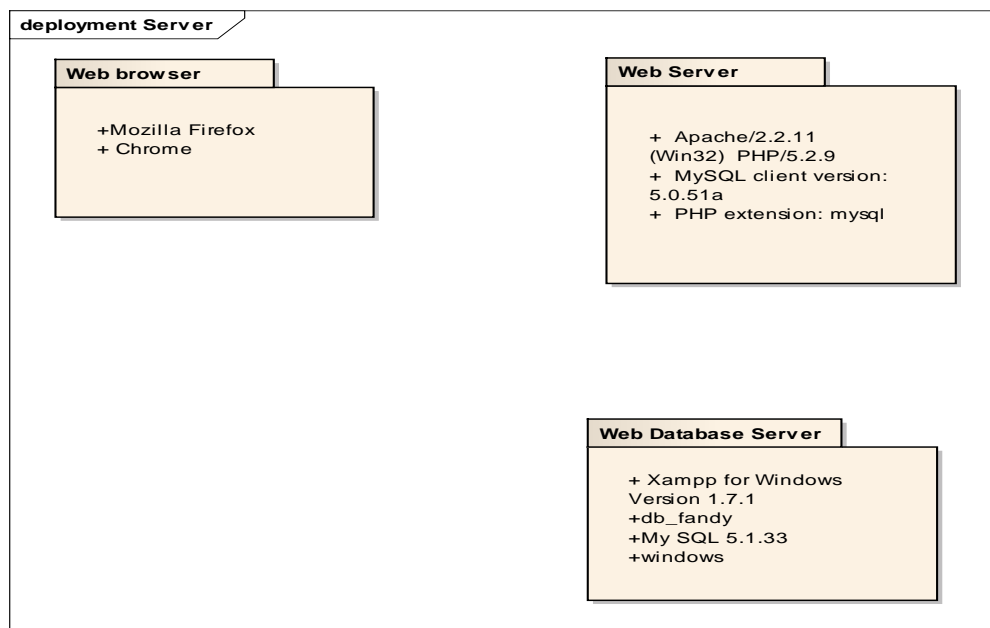 deployment Server
Web browser
+Mozilla Firefox
+ Chrome
Web Server
+ Apache/2.2.11
(Win32) PHP/5.2.9
+ MySQL client version:
5.0.51a
+ PHP extension: mysql
Web Database Server
+ Xampp for Windows
Version 1.7.1
+db_fandy
+My SQL 5.1.33
+windows